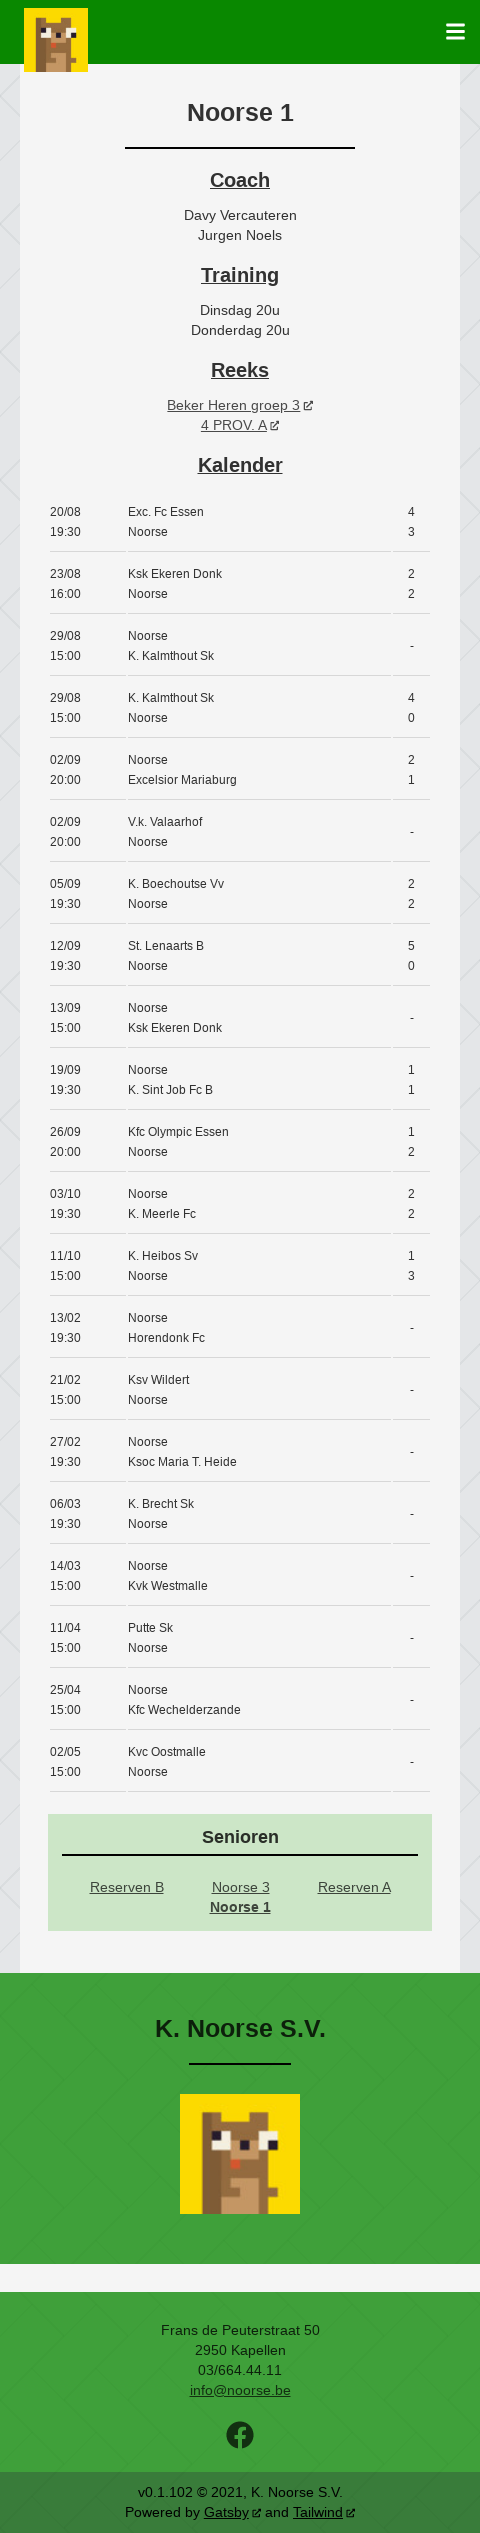 Noorse 1
Coach
Davy Vercauteren
Jurgen Noels
Training
Dinsdag 20u
Donderdag 20u
Reeks
Beker Heren groep 3
4 PROV. A
Kalender
20/08 Exc. Fc Essen 4
19:30 Noorse 3
23/08 Ksk Ekeren Donk 2
16:00 Noorse 2
29/08 Noorse -
15:00 K. Kalmthout Sk
29/08 K. Kalmthout Sk 4
15:00 Noorse 0
02/09 Noorse 2
20:00 Excelsior Mariaburg 1
02/09 V.k. Valaarhof -
20:00 Noorse
05/09 K. Boechoutse Vv 2
19:30 Noorse 2
12/09 St. Lenaarts B 5
19:30 Noorse 0
13/09 Noorse -
15:00 Ksk Ekeren Donk
19/09 Noorse 1
19:30 K. Sint Job Fc B 1
26/09 Kfc Olympic Essen 1
20:00 Noorse 2
03/10 Noorse 2
19:30 K. Meerle Fc 2
11/10 K. Heibos Sv 1
15:00 Noorse 3
13/02 Noorse -
19:30 Horendonk Fc
21/02 Ksv Wildert -
15:00 Noorse
27/02 Noorse -
19:30 Ksoc Maria T. Heide
06/03 K. Brecht Sk -
19:30 Noorse
14/03 Noorse -
15:00 Kvk Westmalle
11/04 Putte Sk -
15:00 Noorse
25/04 Noorse -
15:00 Kfc Wechelderzande
02/05 Kvc Oostmalle -
15:00 Noorse
Senioren
Reserven B Noorse 3 Reserven A
Noorse 1
K. Noorse S.V.
Frans de Peuterstraat 50
2950 Kapellen
03/664.44.11
info@noorse.be
v0.1.102 © 2021, K. Noorse S.V.
Powered by Gatsby and Tailwind